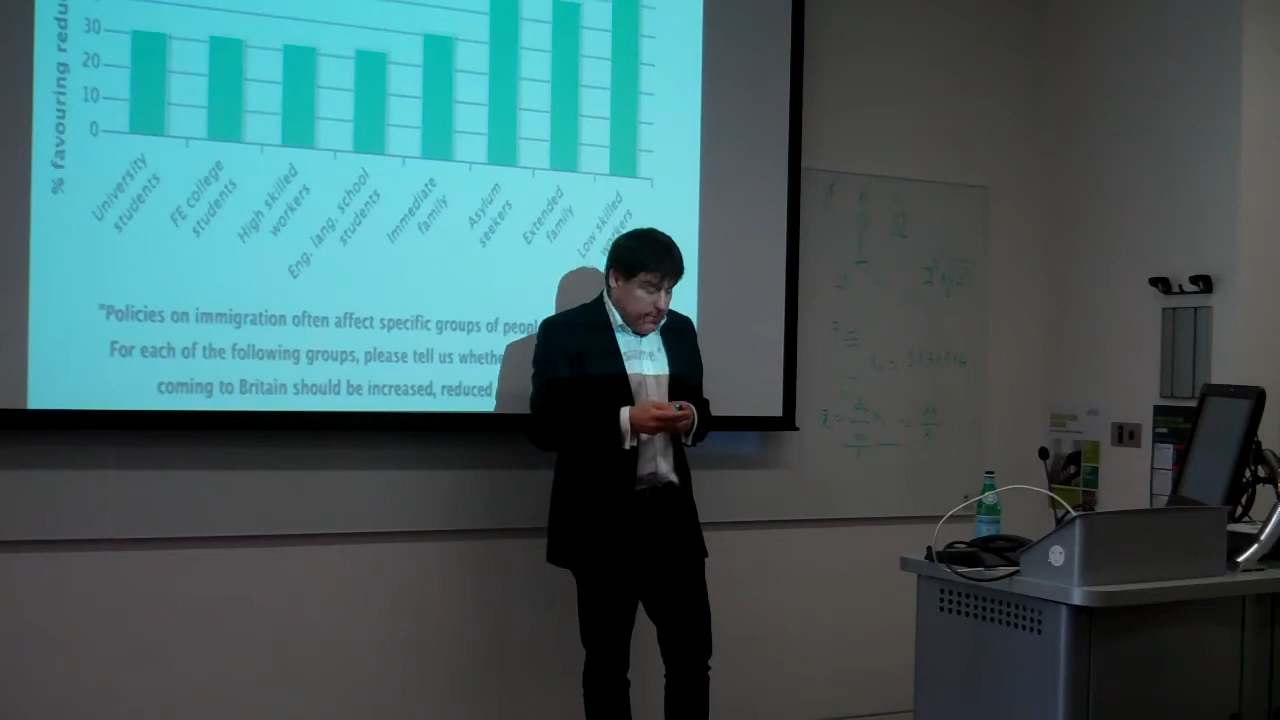 % favouring redu
30
20
10
0
University
students
FE college
students
High skilled
workers
Eng. lang. school
students
Immediate
family
Asylum
seekers
Extended
family
Low skilled
workers
"Policies on immigration often affect specific groups of peopl
For each of the following groups, please tell us whethe
same."
coming to Britain should be increased, reduced